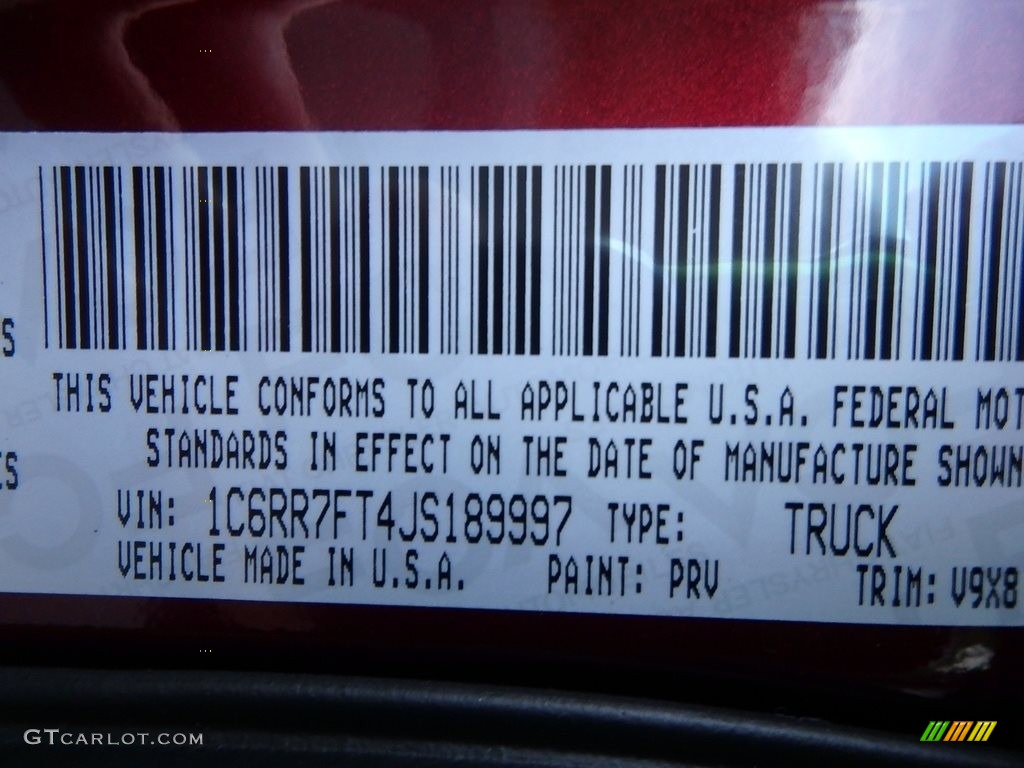 S
THIS VEHICLE CONFORMS TO ALL APPLICABLE U.S.A. FEDERAL MOT
STANDARDS IN EFFECT ON THE DATE OF MANUFACTURE SHOWN
ES
VIN: 1C6RR7FT4JS189997 TYPE: TRUCK
VEHICLE MADE IN U.S.A. PAINT: PRV TRIM: V9X8
GTCARLOT.COM